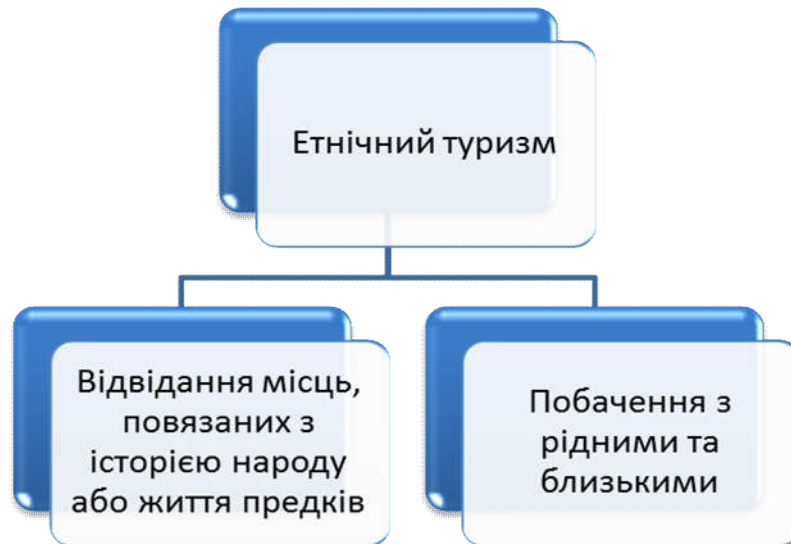 Етнічний туризм
Відвідання місць,
повязаних з
історією народу
або життя предків
Побачення з
рідними та
близькими